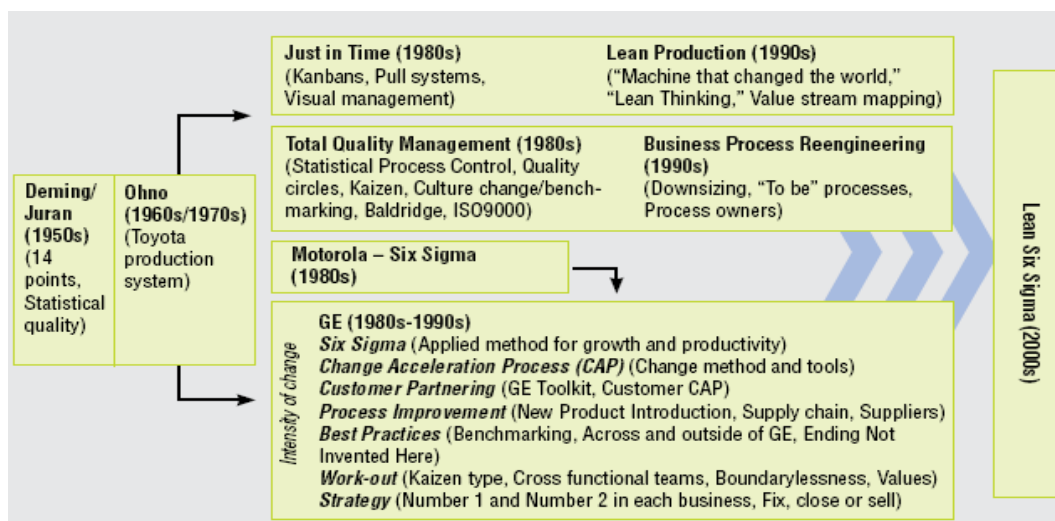 Deming/
Juran
(1950s)
(14
points,
Statistical
quality)
Ohno
(1960s/1970s)
(Toyota
production
system)
Just in Time (1980s)
(Kanbans, Pull systems,
Visual management)
Lean Production (1990s)
(“Machine that changed the world,”
“Lean Thinking,” Value stream mapping)
Total Quality Management (1980s)
(Statistical Process Control, Quality
circles, Kaizen, Culture change/bench-
marking, Baldridge, ISO9000)
Business Process Reengineering
(1990s)
(Downsizing, “To be” processes,
Process owners)
Motorola – Six Sigma
(1980s)
Intensity of change
GE (1980s-1990s)
Six Sigma (Applied method for growth and productivity)
Change Acceleration Process (CAP) (Change method and tools)
Customer Partnering (GE Toolkit, Customer CAP)
Process Improvement (New Product Introduction, Supply chain, Suppliers)
Best Practices (Benchmarking, Across and outside of GE, Ending Not
Invented Here)
Work-out (Kaizen type, Cross functional teams, Boundarylessness, Values)
Strategy (Number 1 and Number 2 in each business, Fix, close or sell)
Lean Six Sigma (2000s)